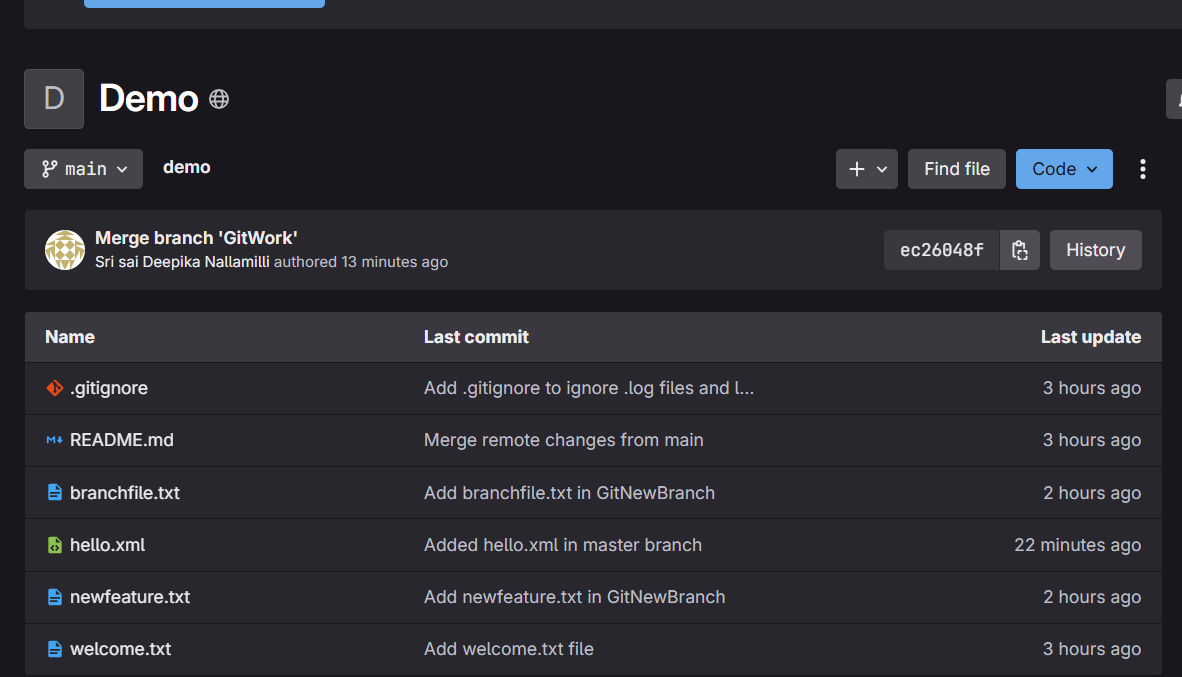 D Demo
main demo Find file Code
Merge branch 'GitWork'
Sri sai Deepika Nallamilli authored 13 minutes ago
ec26048f History
Name Last commit Last update
.gitignore Add .gitignore to ignore .log files and l... 3 hours ago
README.md Merge remote changes from main 3 hours ago
branchfile.txt Add branchfile.txt in GitNewBranch 2 hours ago
hello.xml Added hello.xml in master branch 22 minutes ago
newfeature.txt Add newfeature.txt in GitNewBranch 2 hours ago
welcome.txt Add welcome.txt file 3 hours ago